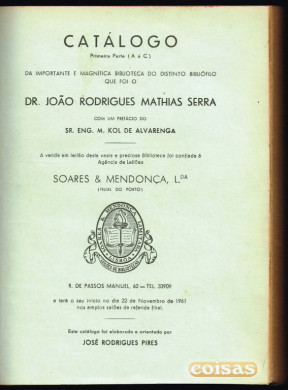 CATÁLOGO
Primeira Parte (A a C)
DA IMPORTANTE E MAGNÍFICA BIBLIOTECA DO DISTINTO BIBLIÓFILO
QUE FOI O
DR. JOÃO RODRIGUES MATHIAS SERRA
COM UM PREFÁCIO DO
SR. ENG. M. KOL DE ALVARENGA
A venda em leilão desta vasta e preciosa Biblioteca foi confiada à
Agência de Leilões
SOARES & MENDONÇA, L.DA
(FILIAL DO PORTO)
SOARES & MENDONÇA
R. DE PASSOS MANUEL, 60 — TEL. 33909
e terá o seu início no dia 22 de Novembro de 1961
nos amplos salões da referida filial.
Este catálogo foi elaborado e orientado por
JOSÉ RODRIGUES PIRES
coisas